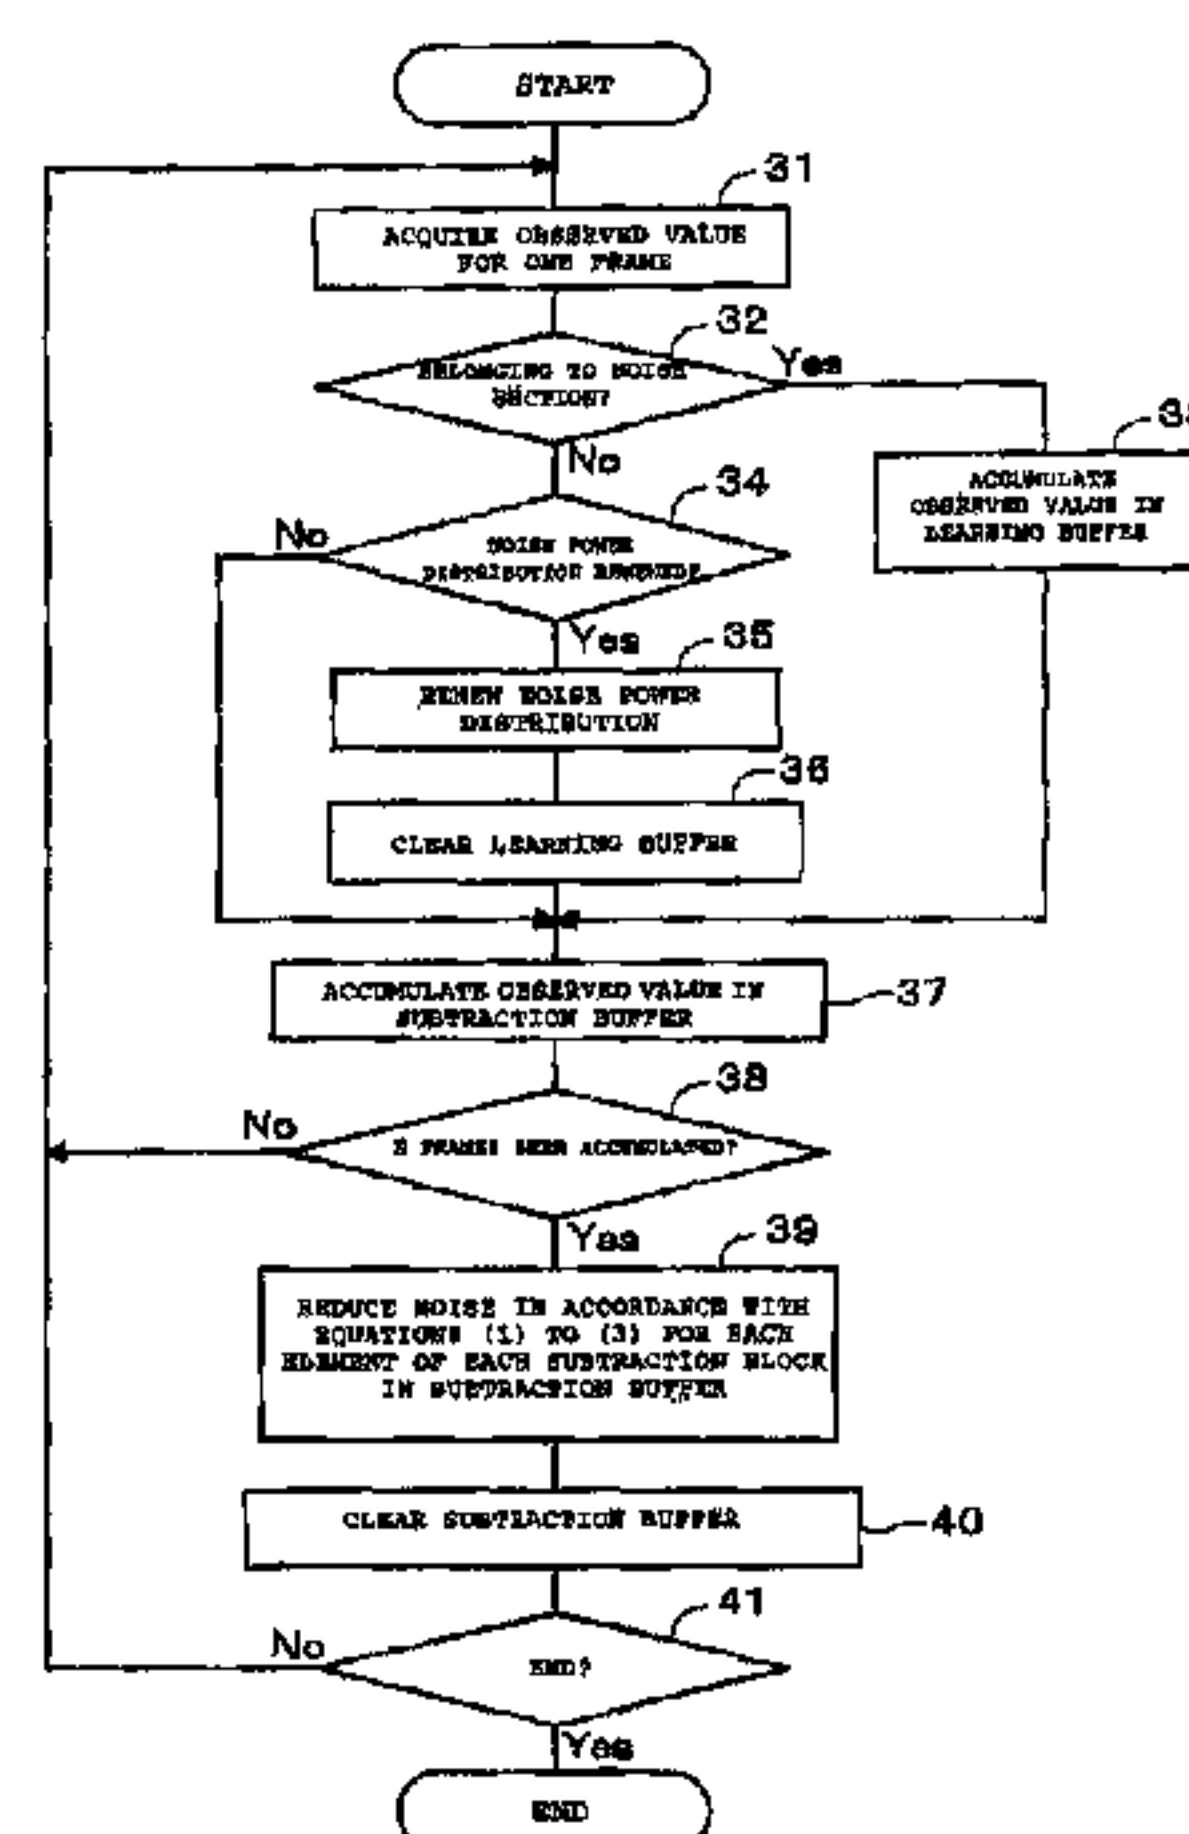 START
31
ACQUIRE OBSERVED VALUE
FOR ONE FRAME
32
BELONGING TO NOISE
SECTION?
Yes
No
ACCUMULATE
OBSERVED VALUE IN
LEARNING BUFFER
34
No
NOISE POWER
DISTRIBUTION RENEWED?
Yes
35
RENEW NOISE POWER
DISTRIBUTION
36
CLEAR LEARNING BUFFER
ACCUMULATE OBSERVED VALUE IN
SUBTRACTION BUFFER
37
38
No
FRAMES BEEN ACCUMULATED?
Yes
39
REDUCE NOISE IN ACCORDANCE WITH
EQUATIONS (1) TO (3) FOR EACH
ELEMENT OF EACH SUBTRACTION BLOCK
IN SUBTRACTION BUFFER
CLEAR SUBTRACTION BUFFER
40
41
No
END?
Yes
END